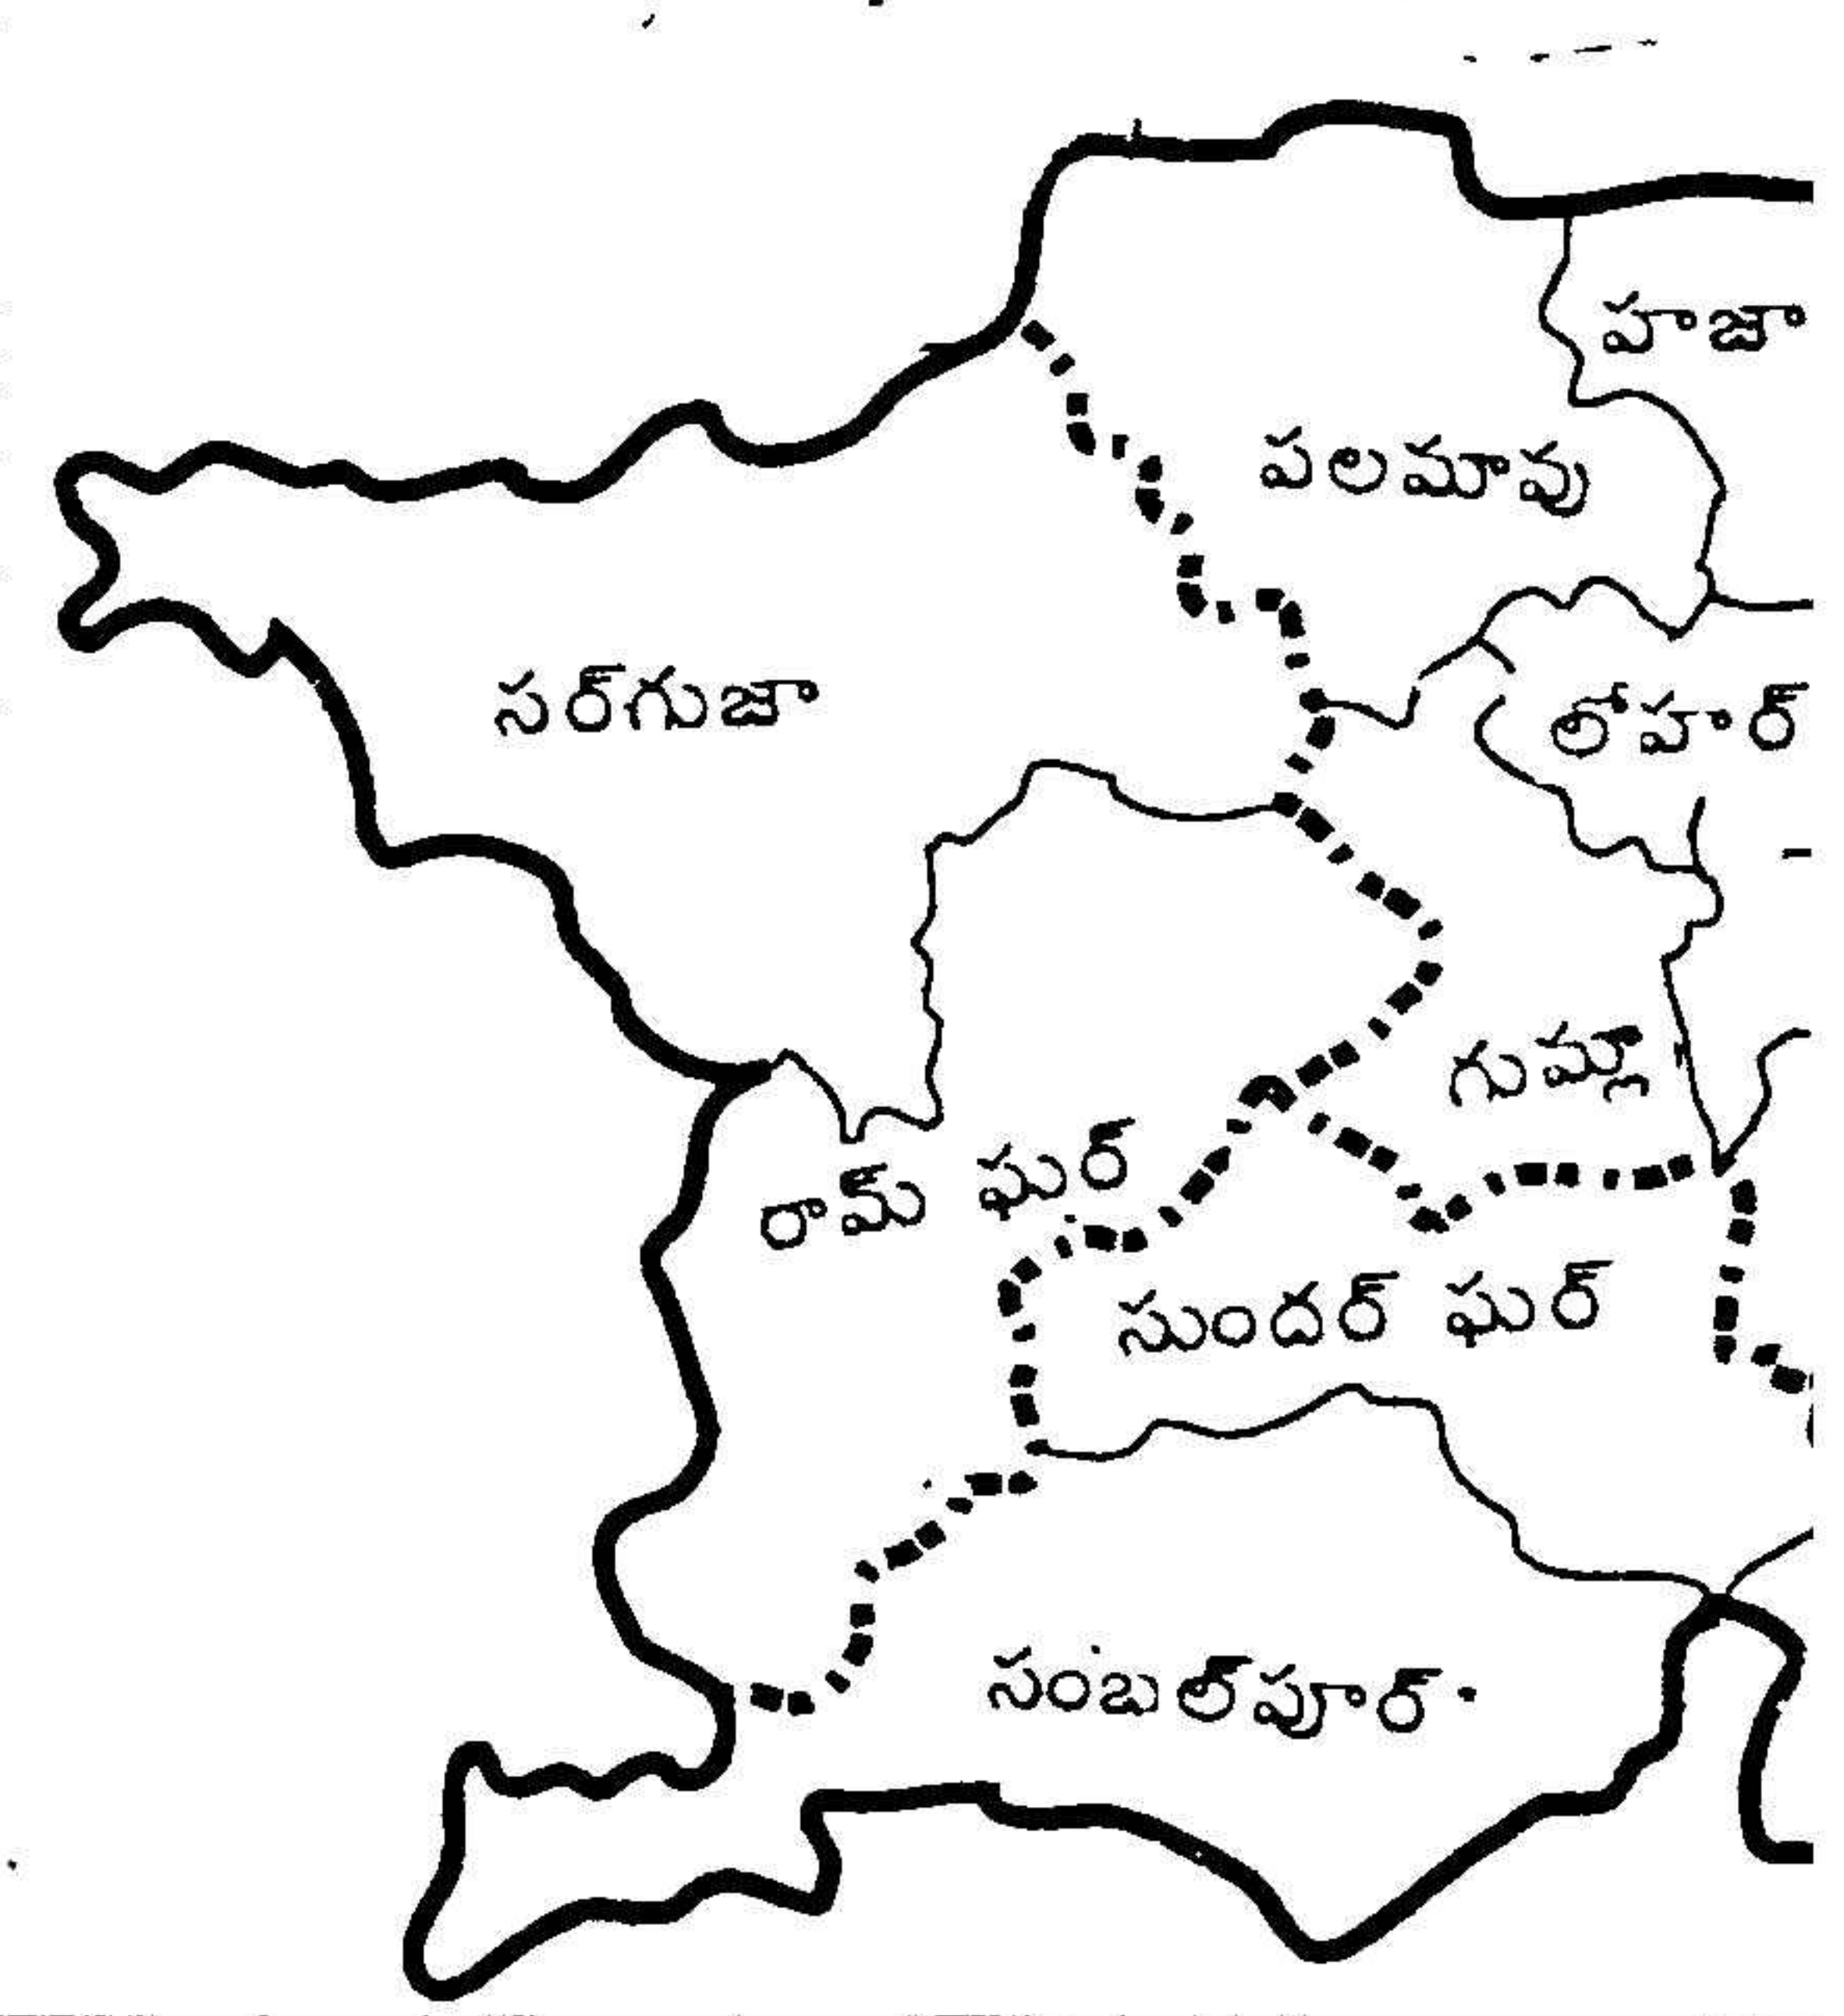 హజా
పలమావు
సర్‌గుజా
లోహర్
గుమ్లా
రామ్ ఘర్
సుందర్ ఘర్
సంబల్‌పూర్